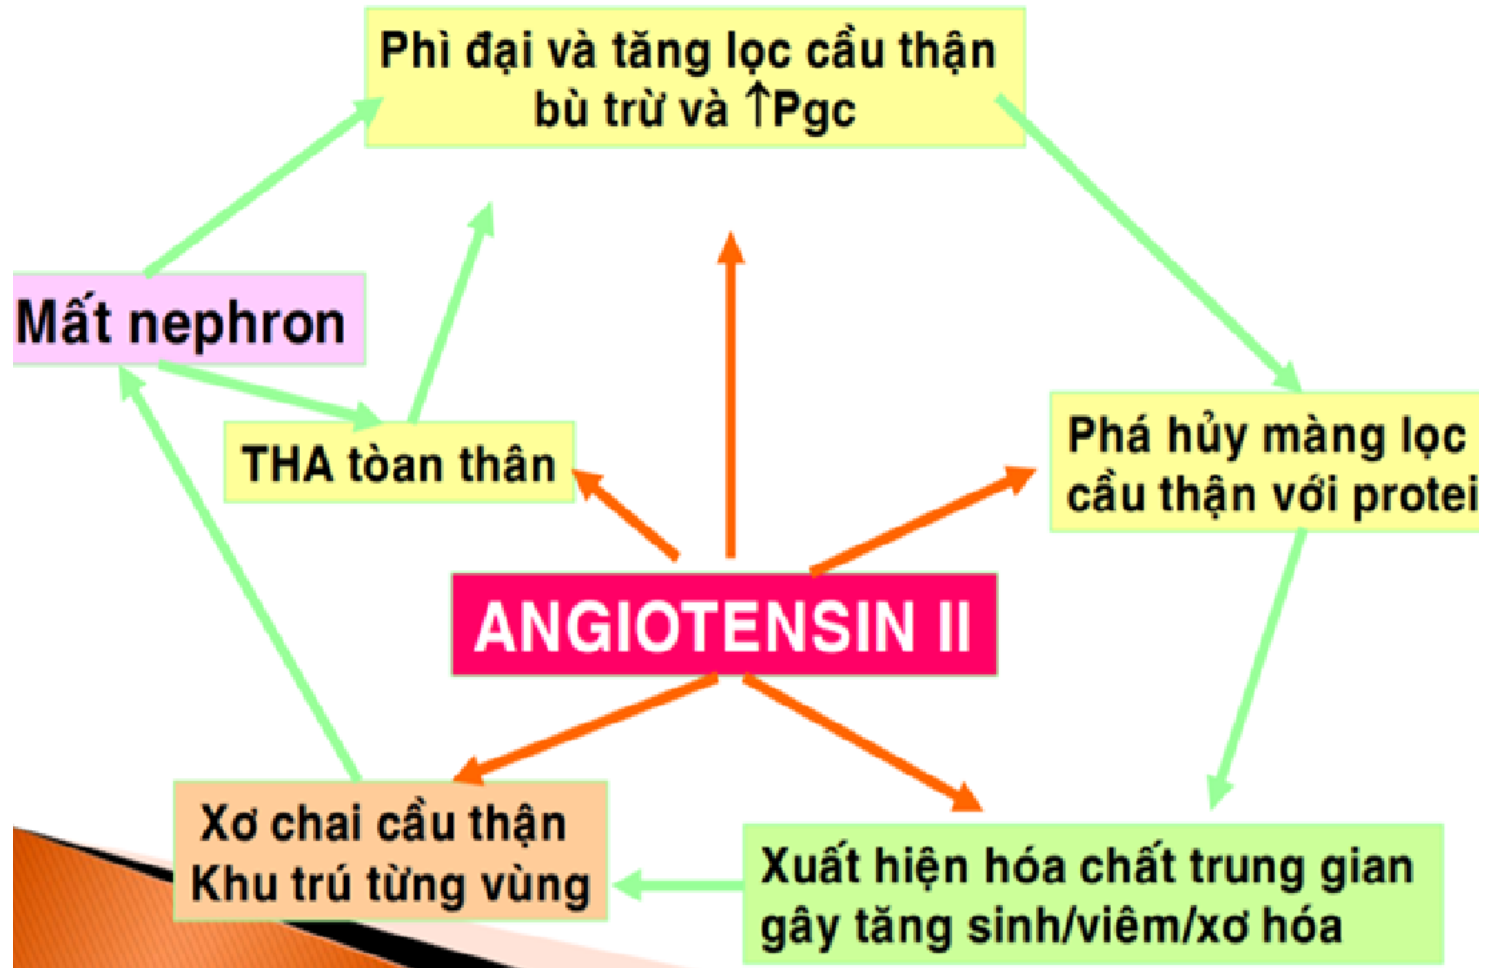 Phì đại và tăng lọc cầu thận
bù trừ và ↑Pgc
Mất nephron
THA tòan thân
Phá hủy màng lọc
cầu thận với protei
ANGIOTENSIN II
Xơ chai cầu thận
Khu trú từng vùng
Xuất hiện hóa chất trung gian
gây tăng sinh/viêm/xơ hóa